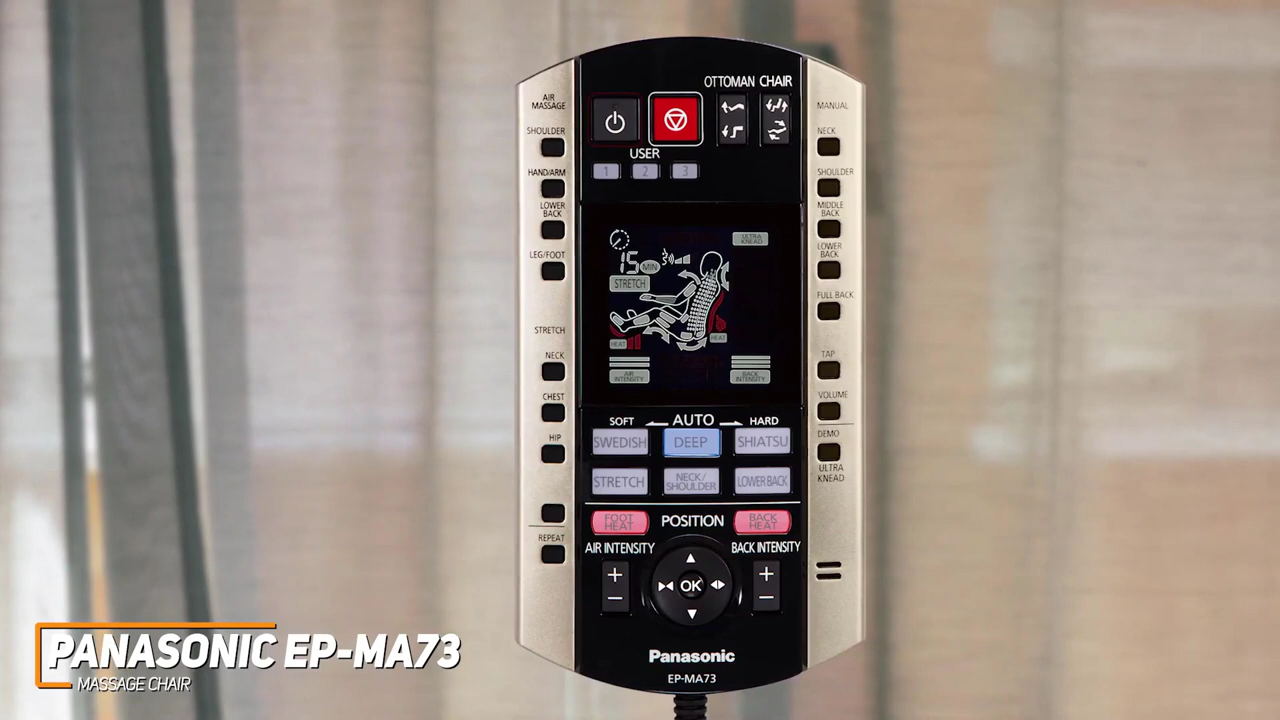 OTTOMAN CHAIR
AIR
MASSAGE
SHOULDER
HAND/ARM
LOWER
BACK
LEG/FOOT
STRETCH
NECK
CHEST
HIP
REPEAT
USER
1 2 3
ULTRA
KNEAD
15 MIN
STRETCH
HEAT
HEAT
AIR
INTENSITY
BACK
INTENSITY
SOFT AUTO HARD
SWEDISH DEEP SHIATSU
STRETCH
NECK/
SHOULDER
LOWER BACK
FOOT
HEAT
POSITION
BACK
HEAT
AIR INTENSITY
BACK INTENSITY
+ OK +
− −
Panasonic
EP-MA73
MANUAL
NECK
SHOULDER
MIDDLE
BACK
LOWER
BACK
FULL BACK
TAP
VOLUME
DEMO
ULTRA
KNEAD
PANASONIC EP-MA73
MASSAGE CHAIR